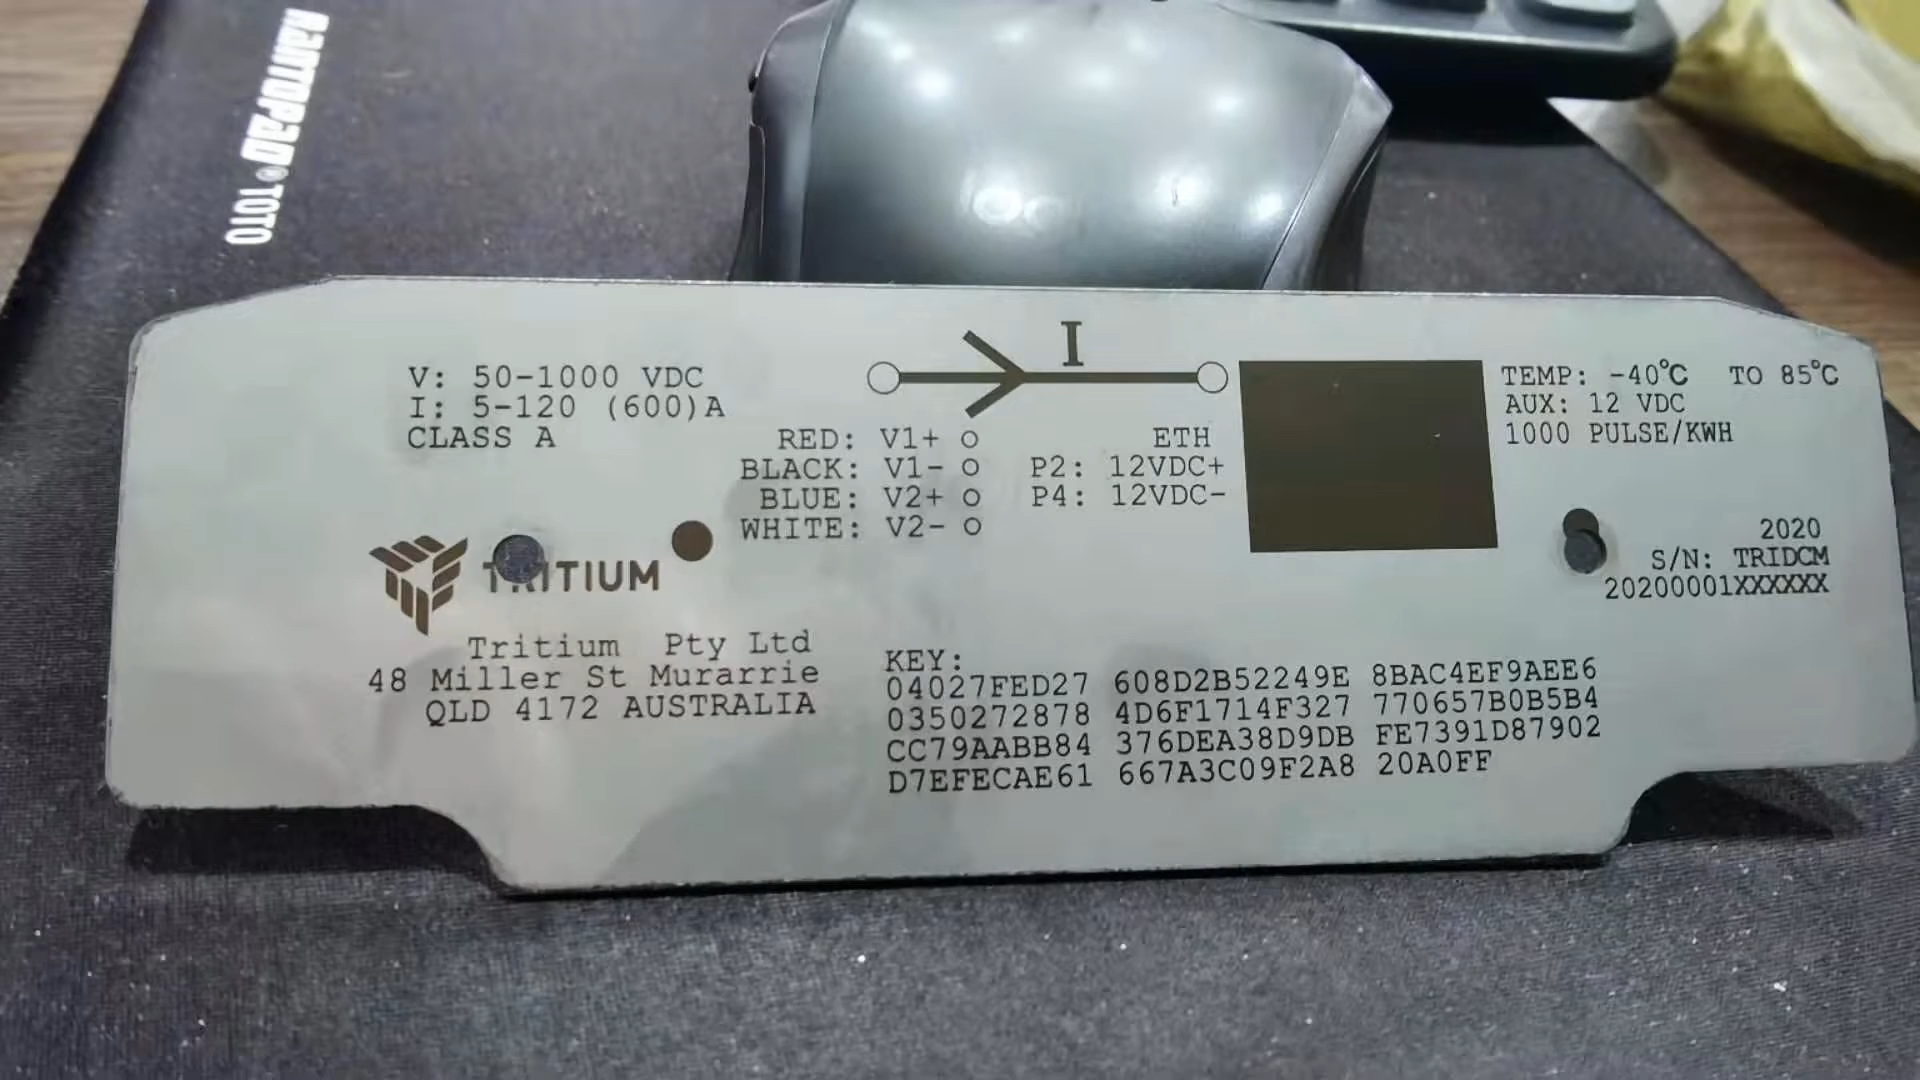 RantoPad® TOTO
I
V: 50-1000 VDC
I: 5-120 (600)A
CLASS A
RED: V1+
BLACK: V1-
BLUE: V2+
WHITE: V2-
ETH
P2: 12VDC+
P4: 12VDC-
TEMP: -40℃ TO 85℃
AUX: 12 VDC
1000 PULSE/KWH
2020
S/N: TRIDCM
20200001XXXXXX
TRITIUM
Tritium Pty Ltd
48 Miller St Murarrie
QLD 4172 AUSTRALIA
KEY:
04027FED27 608D2B52249E 8BAC4EF9AEE6
0350272878 4D6F1714F327 770657B0B5B4
CC79AABB84 376DEA38D9DB FE7391D87902
D7EFECAE61 667A3C09F2A8 20A0FF